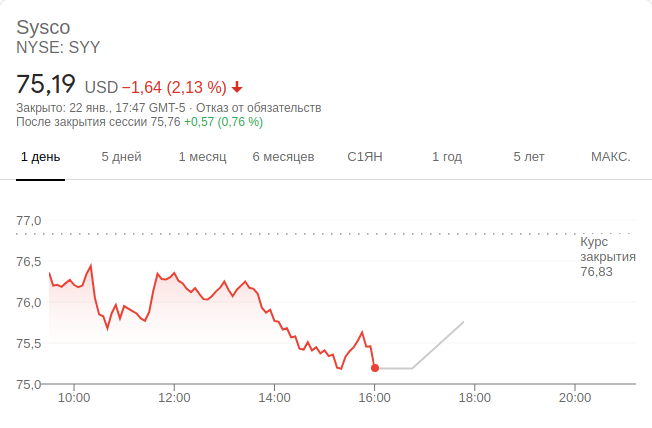 Sysco
NYSE: SYY
75,19 USD −1,64 (2,13 %)
Закрыто: 22 янв., 17:47 GMT-5 · Отказ от обязательств
После закрытия сессии 75,76 +0,57 (0,76 %)
1 день 5 дней 1 месяц 6 месяцев С1ЯН 1 год 5 лет МАКС.
77,0
Курс
закрытия
76,83
76,5
76,0
75,5
75,0
10:00 12:00 14:00 16:00 18:00 20:00